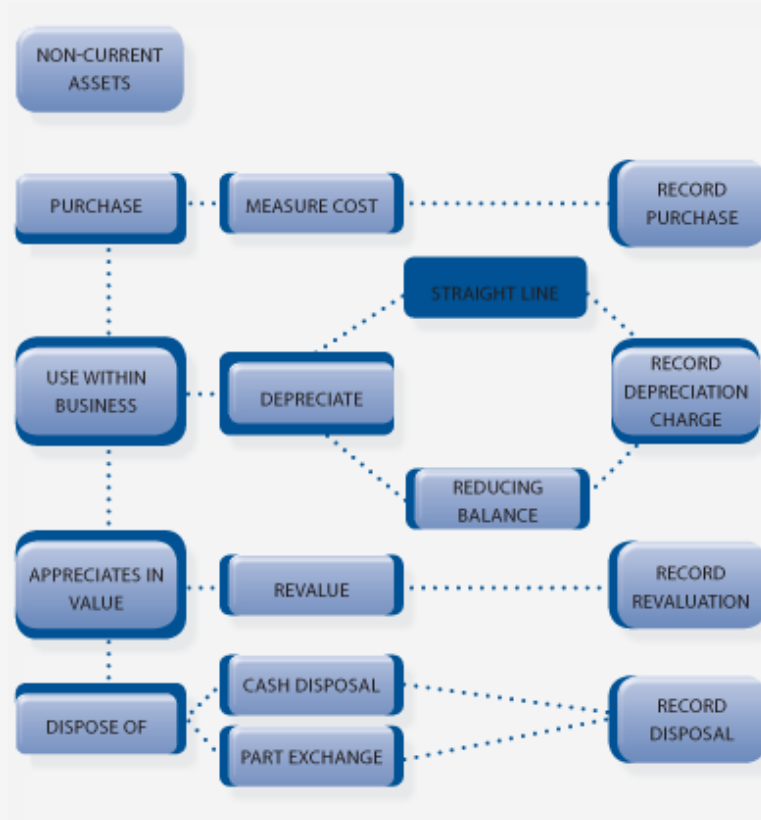 NON-CURRENT
ASSETS
PURCHASE
MEASURE COST
RECORD
PURCHASE
STRAIGHT LINE
USE WITHIN
BUSINESS
DEPRECIATE
RECORD
DEPRECIATION
CHARGE
REDUCING
BALANCE
APPRECIATES IN
VALUE
REVALUE
RECORD
REVALUATION
DISPOSE OF
CASH DISPOSAL
PART EXCHANGE
RECORD
DISPOSAL